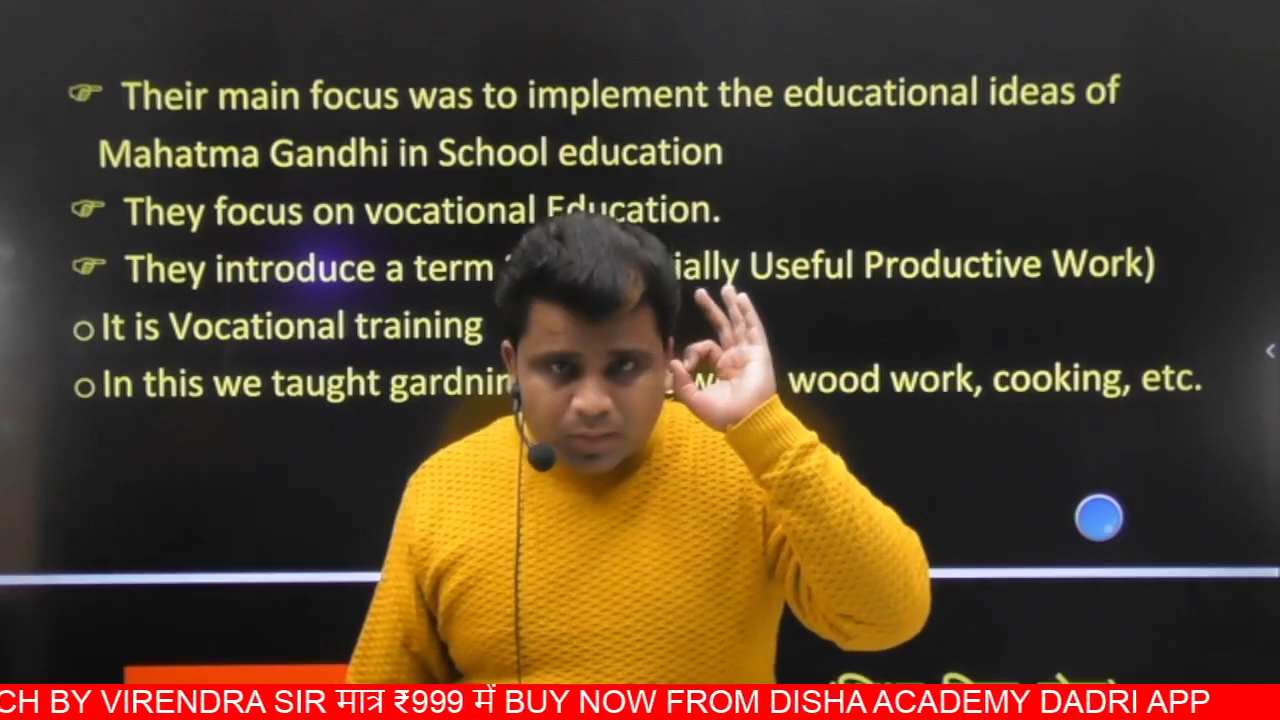 ☞ Their main focus was to implement the educational ideas of
Mahatma Gandhi in School education
☞ They focus on vocational Education.
☞ They introduce a term ially Useful Productive Work)
○ It is Vocational training
○ In this we taught gardnin wood work, cooking, etc.
CH BY VIRENDRA SIR मात्र ₹999 में BUY NOW FROM DISHA ACADEMY DADRI APP